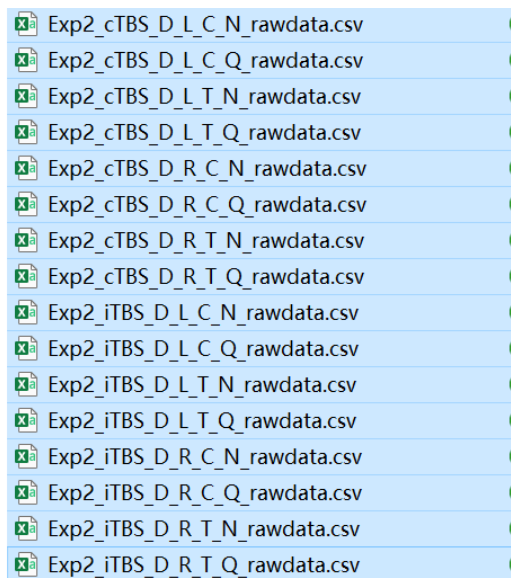 Exp2_cTBS_D_L_C_N_rawdata.csv
Exp2_cTBS_D_L_C_Q_rawdata.csv
Exp2_cTBS_D_L_T_N_rawdata.csv
Exp2_cTBS_D_L_T_Q_rawdata.csv
Exp2_cTBS_D_R_C_N_rawdata.csv
Exp2_cTBS_D_R_C_Q_rawdata.csv
Exp2_cTBS_D_R_T_N_rawdata.csv
Exp2_cTBS_D_R_T_Q_rawdata.csv
Exp2_iTBS_D_L_C_N_rawdata.csv
Exp2_iTBS_D_L_C_Q_rawdata.csv
Exp2_iTBS_D_L_T_N_rawdata.csv
Exp2_iTBS_D_L_T_Q_rawdata.csv
Exp2_iTBS_D_R_C_N_rawdata.csv
Exp2_iTBS_D_R_C_Q_rawdata.csv
Exp2_iTBS_D_R_T_N_rawdata.csv
Exp2_iTBS_D_R_T_Q_rawdata.csv